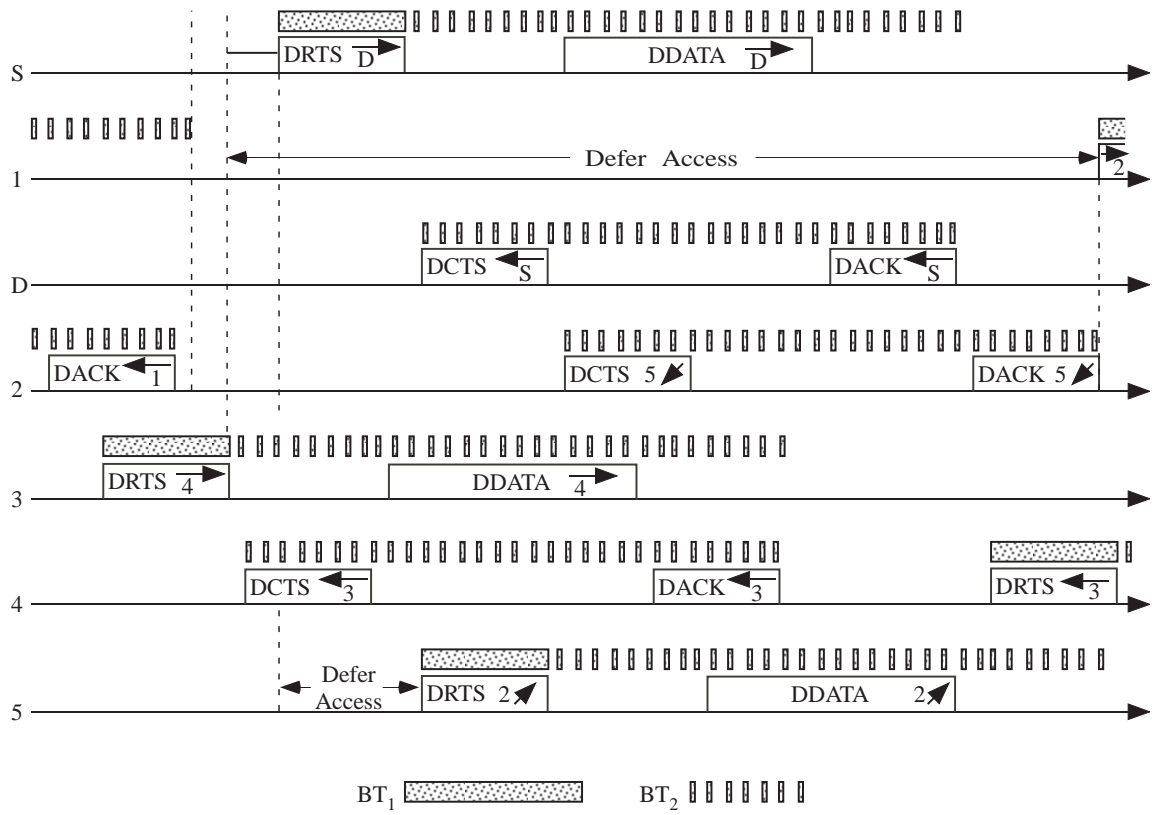 DRTS D
DDATA D
S
Defer Access
2
1
DCTS S
DACK S
D
DACK 1
DCTS 5
DACK 5
2
DRTS 4
DDATA 4
3
DCTS 3
DACK 3
DRTS 3
4
Defer
Access
DRTS 2
DDATA 2
5
BT1
BT2